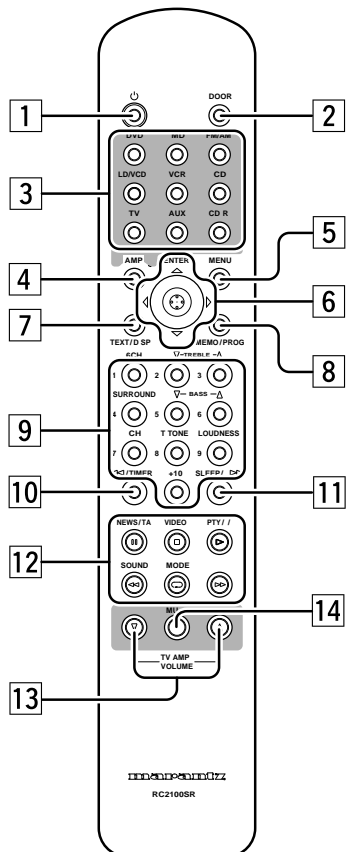 DOOR
1
2
DVD MD FM/AM
LD/VCD VCR CD
3
TV AUX CD R
AMP ENTER MENU
5
4
6
7
8
TEXT/D SP MEMO/PROG
6CH ▽-TREBLE-△
1 2 3
SURROUND ▽- BASS -△
4 5 6
9
CH T TONE LOUDNESS
7 8 9
/TIMER +10 SLEEP/
10
11
NEWS/TA VIDEO PTY/ /
12
SOUND MODE
14
TV AMP
VOLUME
13
marantz
RC2100SR